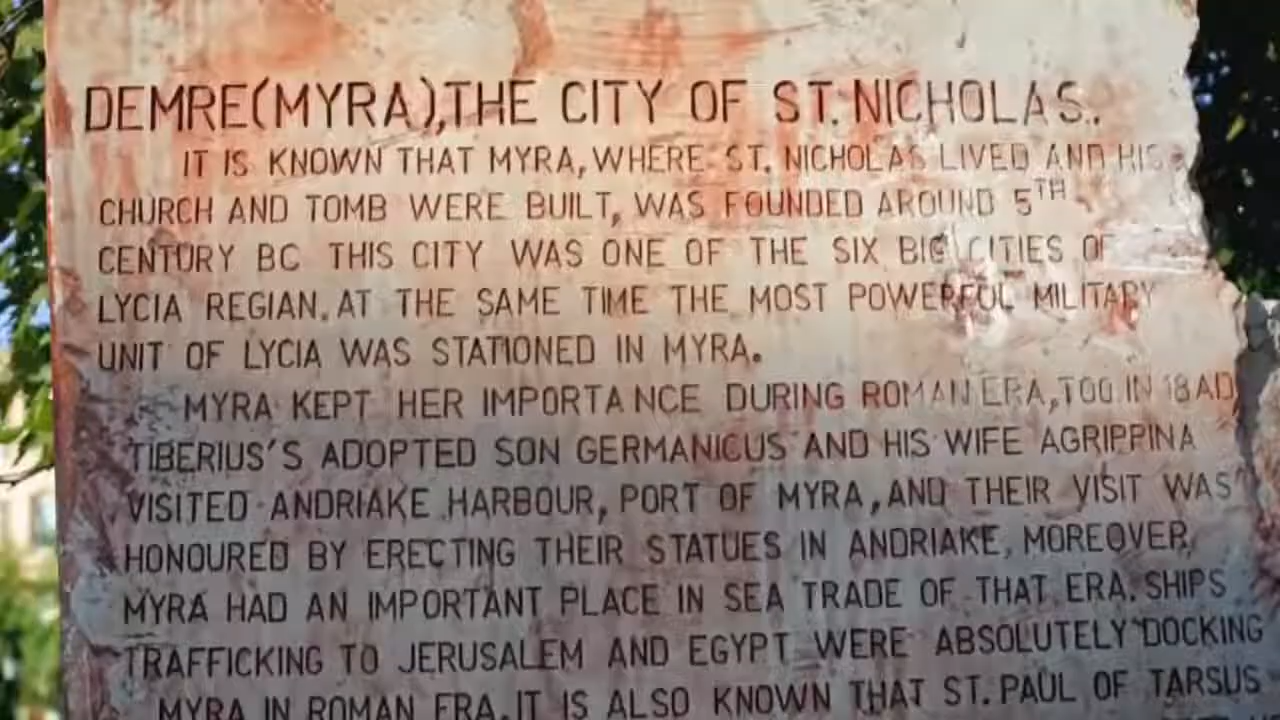 DEMRE(MYRA),THE CITY OF ST. NICHOLAS..
IT IS KNOWN THAT MYRA, WHERE ST. NICHOLAS LIVED AND HIS
CHURCH AND TOMB WERE BUILT, WAS FOUNDED AROUND 5TH
CENTURY BC THIS CITY WAS ONE OF THE SIX BIG CITIES OF
LYCIA REGIAN. AT THE SAME TIME THE MOST POWERFUL MILITARY
UNIT OF LYCIA WAS STATIONED IN MYRA.
MYRA KEPT HER IMPORTANCE DURING ROMAN ERA, TOO IN 18 AD
TIBERIUS'S ADOPTED SON GERMANICUS AND HIS WIFE AGRIPPINA
VISITED ANDRIAKE HARBOUR, PORT OF MYRA, AND THEIR VISIT WAS
HONOURED BY ERECTING THEIR STATUES IN ANDRIAKE, MOREOVER,
MYRA HAD AN IMPORTANT PLACE IN SEA TRADE OF THAT ERA. SHIPS
TRAFFICKING TO JERUSALEM AND EGYPT WERE ABSOLUTELY DOCKING
MYRA IN ROMAN ERA. IT IS ALSO KNOWN THAT ST. PAUL OF TARSUS